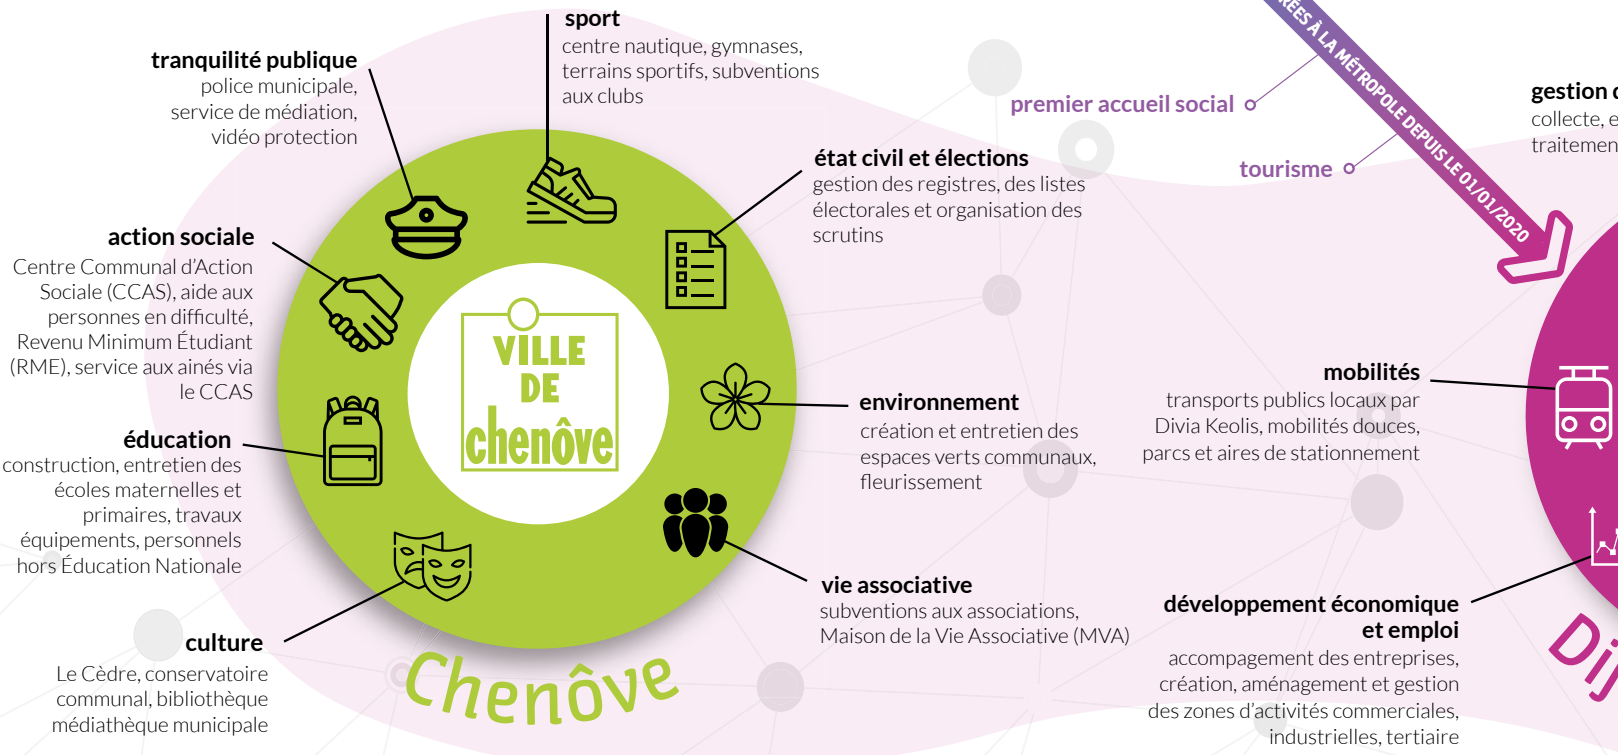 sport
centre nautique, gymnases,
terrains sportifs, subventions
aux clubs
tranquilité publique
police municipale,
service de médiation,
vidéo protection
état civil et élections
gestion des registres, des listes
électorales et organisation des
scrutins
action sociale
Centre Communal d'Action
Sociale (CCAS), aide aux
personnes en difficulté,
Revenu Minimum Étudiant
(RME), service aux ainés via
le CCAS
VILLE
DE
chenôve
environnement
création et entretien des
espaces verts communaux,
fleurissement
éducation
construction, entretien des
écoles maternelles et
primaires, travaux
équipements, personnels
hors Éducation Nationale
vie associative
subventions aux associations,
Maison de la Vie Associative (MVA)
culture
Le Cèdre, conservatoire
communal, bibliothèque
médiathèque municipale
Chenôve
À LA MÉTROPOLE DEPUIS LE 01/01/2020
premier accueil social
tourisme
gestion
collecte,
mobilités
transports publics locaux par
Divia Keolis, mobilités douces,
parcs et aires de stationnement
développement économique
et emploi
accompagement des entreprises,
création, aménagement et gestion
des zones d'activités commerciales,
industrielles, tertiaire